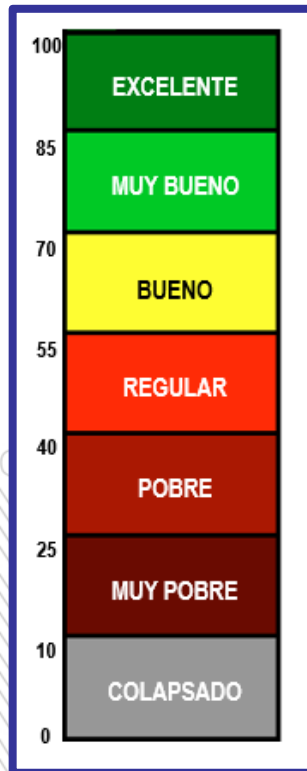 100
EXCELENTE
85
MUY BUENO
70
BUENO
55
REGULAR
40
POBRE
25
MUY POBRE
10
COLAPSADO
0